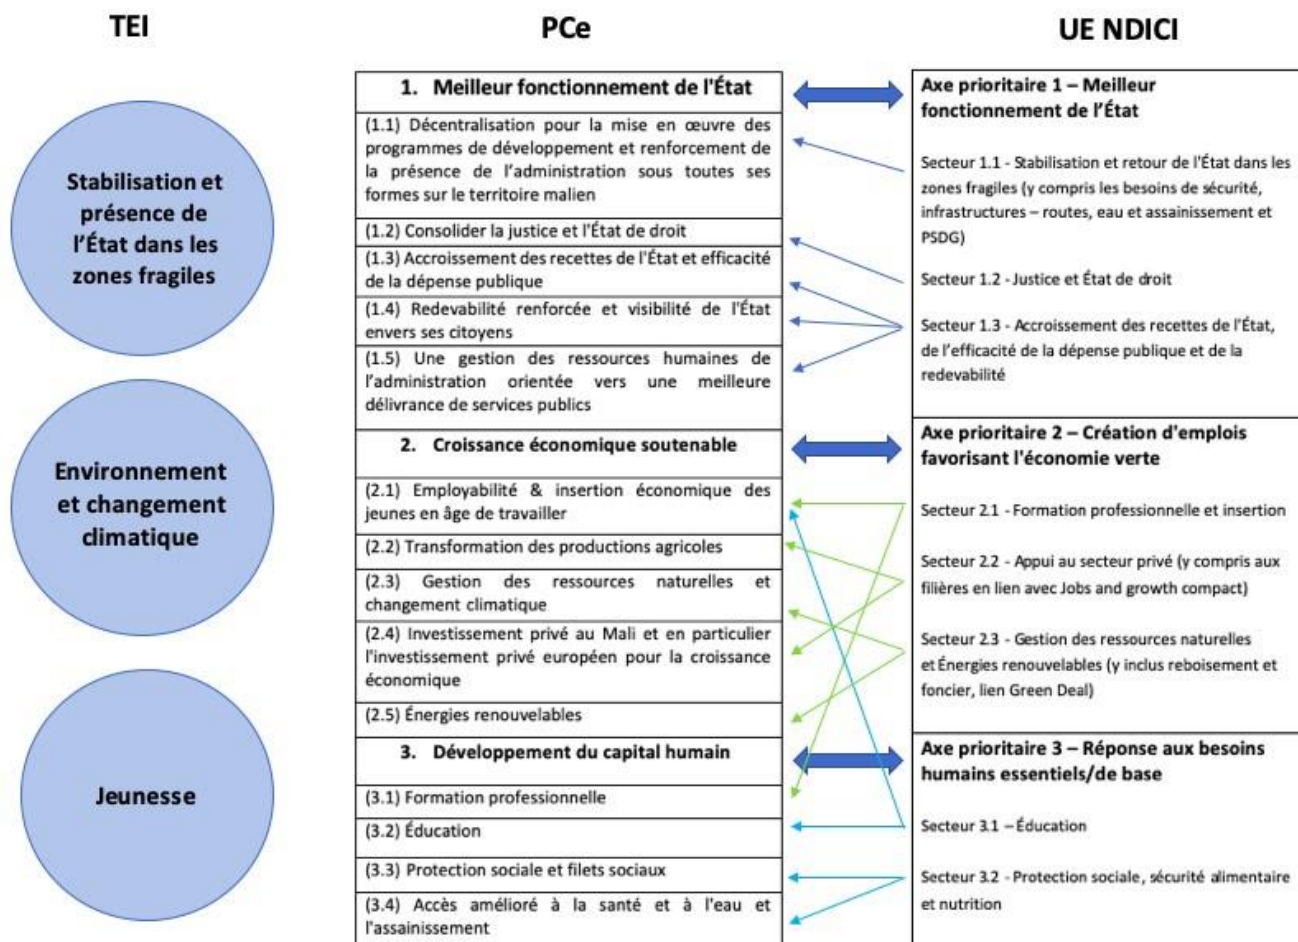 TEI
PCe
UE NDICI
Stabilisation et
présence de
l'État dans les
zones fragiles
Environnement
et changement
climatique
Jeunesse
1. Meilleur fonctionnement de l'État
(1.1) Décentralisation pour la mise en œuvre des
programmes de développement et renforcement de
la présence de l'administration sous toutes ses
formes sur le territoire malien
(1.2) Consolider la justice et l'État de droit
(1.3) Accroissement des recettes de l'État et efficacité
de la dépense publique
(1.4) Redevabilité renforcée et visibilité de l'État
envers ses citoyens
(1.5) Une gestion des ressources humaines de
l'administration orientée vers une meilleure
délivrance de services publics
2. Croissance économique soutenable
(2.1) Employabilité & insertion économique des
jeunes en âge de travailler
(2.2) Transformation des productions agricoles
(2.3) Gestion des ressources naturelles et
changement climatique
(2.4) Investissement privé au Mali et en particulier
l'investissement privé européen pour la croissance
économique
(2.5) Énergies renouvelables
3. Développement du capital humain
(3.1) Formation professionnelle
(3.2) Éducation
(3.3) Protection sociale et filets sociaux
(3.4) Accès amélioré à la santé et à l'eau et
l'assainissement
Axe prioritaire 1 – Meilleur
fonctionnement de l'État
Secteur 1.1 - Stabilisation et retour de l'État dans les
zones fragiles (y compris les besoins de sécurité,
infrastructures – routes, eau et assainissement et
PSDG)
Secteur 1.2 - Justice et État de droit
Secteur 1.3 - Accroissement des recettes de l'État,
de l'efficacité de la dépense publique et de la
redevabilité
Axe prioritaire 2 – Création d'emplois
favorisant l'économie verte
Secteur 2.1 - Formation professionnelle et insertion
Secteur 2.2 - Appui au secteur privé (y compris aux
filières en lien avec Jobs and growth compact)
Secteur 2.3 - Gestion des ressources naturelles
et Énergies renouvelables (y inclus reboisement et
foncier, lien Green Deal)
Axe prioritaire 3 – Réponse aux besoins
humains essentiels/de base
Secteur 3.1 – Éducation
Secteur 3.2 - Protection sociale, sécurité alimentaire
et nutrition